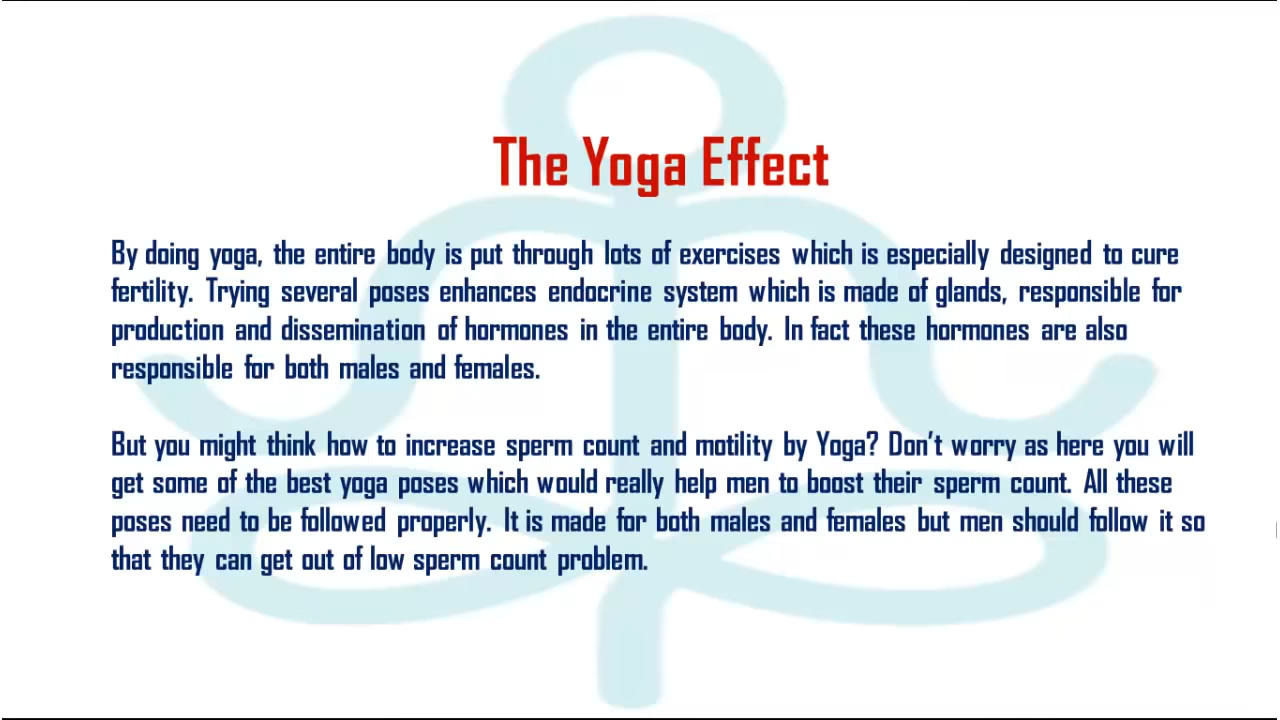 The Yoga Effect
By doing yoga, the entire body is put through lots of exercises which is especially designed to cure
fertility. Trying several poses enhances endocrine system which is made of glands, responsible for
production and dissemination of hormones in the entire body. In fact these hormones are also
responsible for both males and females.
But you might think how to increase sperm count and motility by Yoga? Don’t worry as here you will
get some of the best yoga poses which would really help men to boost their sperm count. All these
poses need to be followed properly. It is made for both males and females but men should follow it so
that they can get out of low sperm count problem.